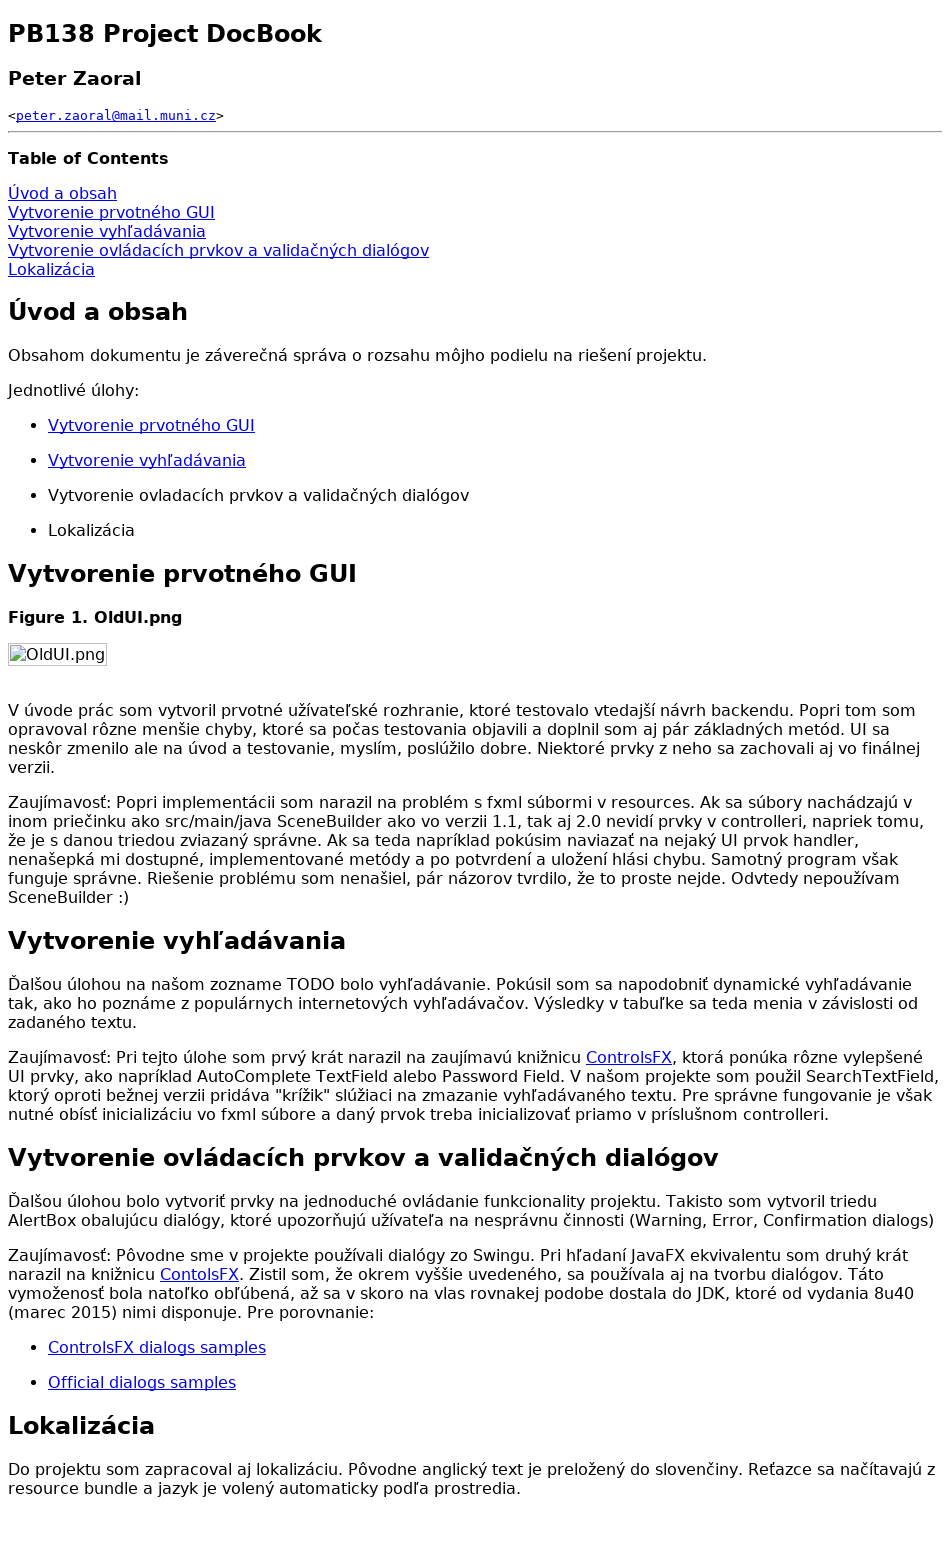 PB138 Project DocBook
Peter Zaoral
<peter.zaoral@mail.muni.cz>
Table of Contents
Úvod a obsah
Vytvorenie prvotného GUI
Vytvorenie vyhľadávania
Vytvorenie ovládacích prvkov a validačných dialógov
Lokalizácia
Úvod a obsah
Obsahom dokumentu je záverečná správa o rozsahu môjho podielu na riešení projektu.
Jednotlivé úlohy:
• Vytvorenie prvotného GUI
• Vytvorenie vyhľadávania
• Vytvorenie ovladacích prvkov a validačných dialógov
• Lokalizácia
Vytvorenie prvotného GUI
Figure 1. OldUI.png
OldUI.png
V úvode prác som vytvoril prvotné užívateľské rozhranie, ktoré testovalo vtedajší návrh backendu. Popri tom som
opravoval rôzne menšie chyby, ktoré sa počas testovania objavili a doplnil som aj pár základných metód. UI sa
neskôr zmenilo ale na úvod a testovanie, myslím, poslúžilo dobre. Niektoré prvky z neho sa zachovali aj vo finálnej
verzii.
Zaujímavosť: Popri implementácii som narazil na problém s fxml súbormi v resources. Ak sa súbory nachádzajú v
inom priečinku ako src/main/java SceneBuilder ako vo verzii 1.1, tak aj 2.0 nevidí prvky v controlleri, napriek tomu,
že je s danou triedou zviazaný správne. Ak sa teda napríklad pokúsim naviazať na nejaký UI prvok handler,
nenašepká mi dostupné, implementované metódy a po potvrdení a uložení hlási chybu. Samotný program však
funguje správne. Riešenie problému som nenašiel, pár názorov tvrdilo, že to proste nejde. Odvtedy nepoužívam
SceneBuilder :)
Vytvorenie vyhľadávania
Ďalšou úlohou na našom zozname TODO bolo vyhľadávanie. Pokúsil som sa napodobniť dynamické vyhľadávanie
tak, ako ho poznáme z populárnych internetových vyhľadávačov. Výsledky v tabuľke sa teda menia v závislosti od
zadaného textu.
Zaujímavosť: Pri tejto úlohe som prvý krát narazil na zaujímavú knižnicu ControlsFX, ktorá ponúka rôzne vylepšené
UI prvky, ako napríklad AutoComplete TextField alebo Password Field. V našom projekte som použil SearchTextField,
ktorý oproti bežnej verzii pridáva "krížik" slúžiaci na zmazanie vyhľadávaného textu. Pre správne fungovanie je však
nutné obísť inicializáciu vo fxml súbore a daný prvok treba inicializovať priamo v príslušnom controlleri.
Vytvorenie ovládacích prvkov a validačných dialógov
Ďalšou úlohou bolo vytvoriť prvky na jednoduché ovládanie funkcionality projektu. Takisto som vytvoril triedu
AlertBox obalujúcu dialógy, ktoré upozorňujú užívateľa na nesprávnu činnosti (Warning, Error, Confirmation dialogs)
Zaujímavosť: Pôvodne sme v projekte používali dialógy zo Swingu. Pri hľadaní JavaFX ekvivalentu som druhý krát
narazil na knižnicu ContolsFX. Zistil som, že okrem vyššie uvedeného, sa používala aj na tvorbu dialógov. Táto
vymoženosť bola natoľko obľúbená, až sa v skoro na vlas rovnakej podobe dostala do JDK, ktoré od vydania 8u40
(marec 2015) nimi disponuje. Pre porovnanie:
• ControlsFX dialogs samples
• Official dialogs samples
Lokalizácia
Do projektu som zapracoval aj lokalizáciu. Pôvodne anglický text je preložený do slovenčiny. Reťazce sa načítavajú z
resource bundle a jazyk je volený automaticky podľa prostredia.